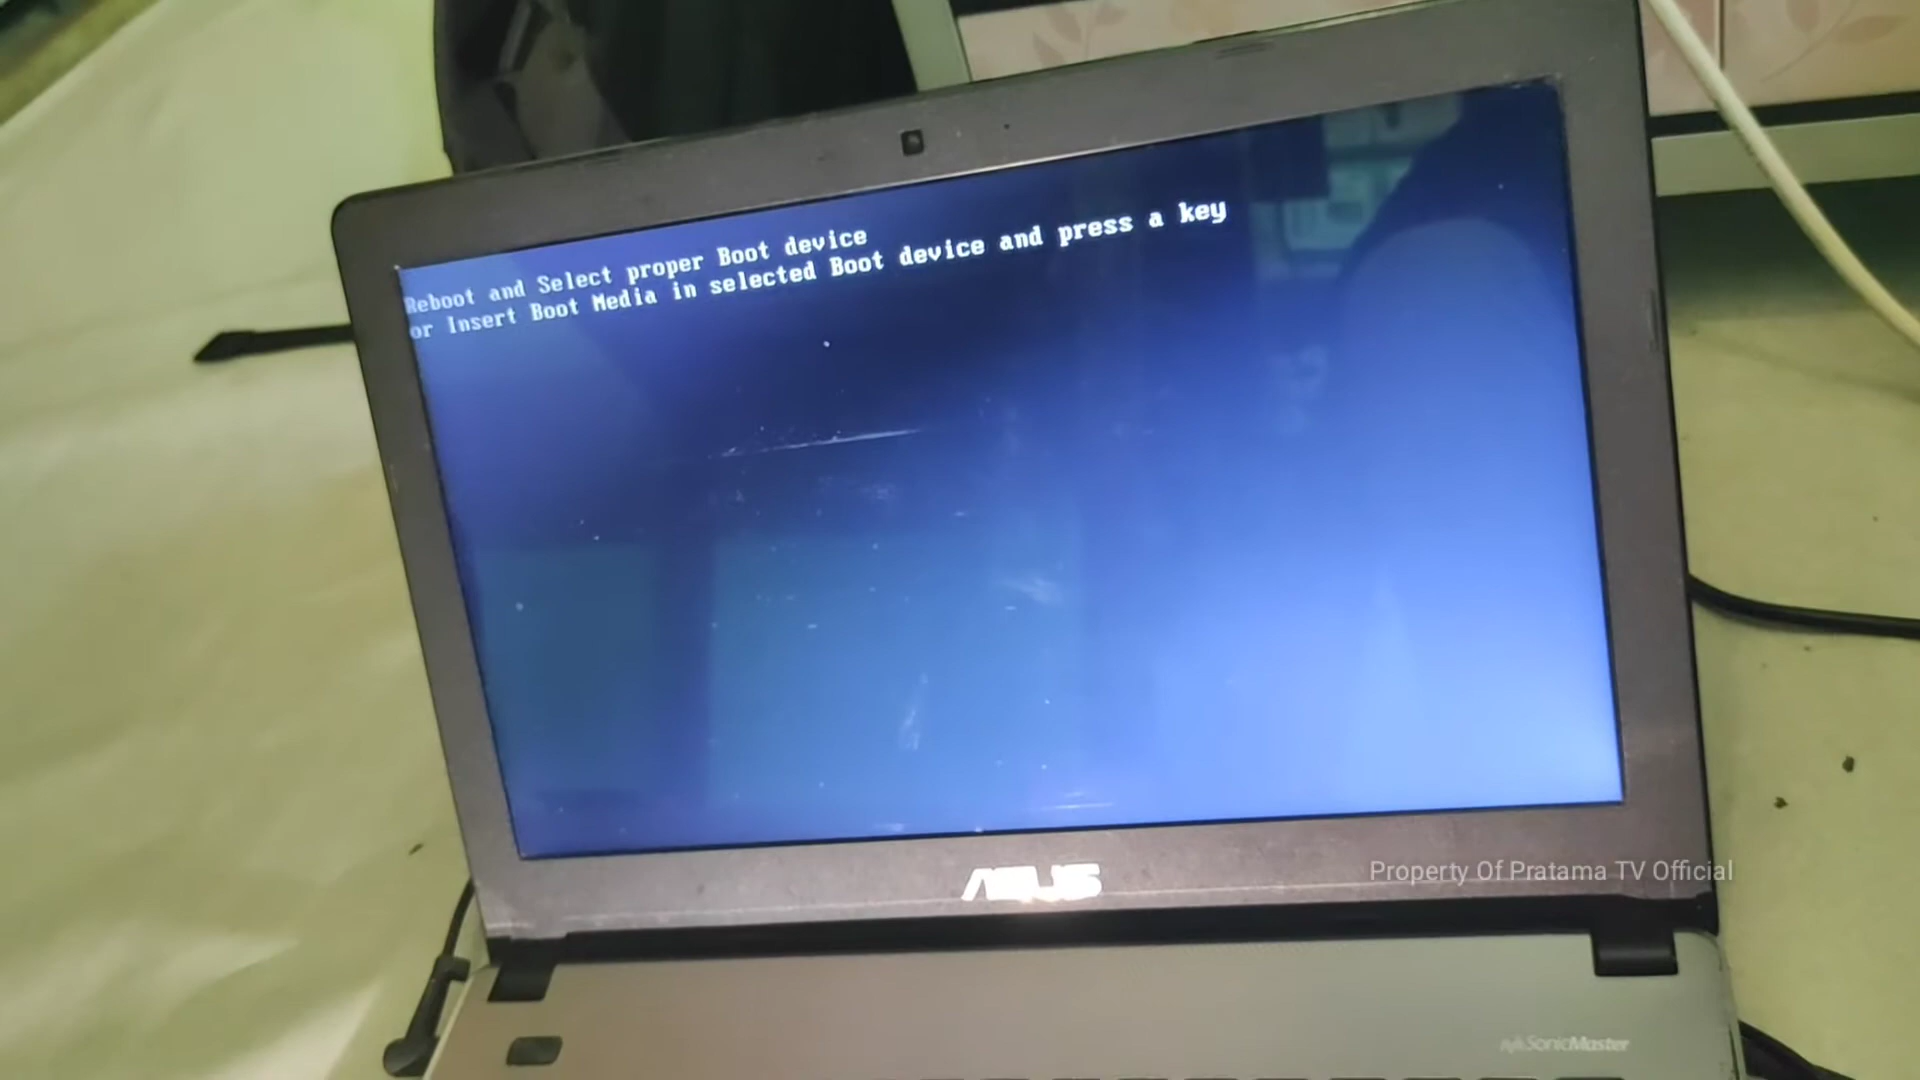 Reboot and Select proper Boot device
or Insert Boot Media in selected Boot device and press a key
ASUS
Property Of Pratama TV Official
SonicMaster